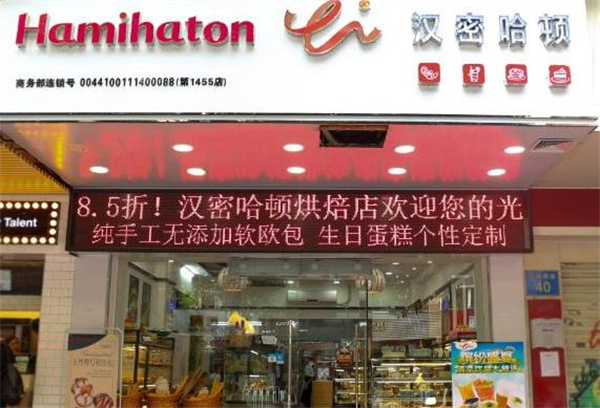 Hamihaton
汉密哈顿
商务部连锁号 0044100111400088(第1455店)
8.5折！汉密哈顿烘焙店欢迎您的光
纯手工无添加软欧包 生日蛋糕个性定制
Talent
40